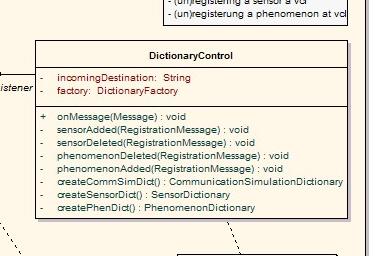 - (un)registering a sensor a vcl
- (un)registerung a phenomenon at vcl
DictionaryControl
istener
- incomingDestination: String
- factory: DictionaryFactory
+ onMessage(Message) : void
- sensorAdded(RegistrationMessage) : void
- sensorDeleted(RegistrationMessage) : void
- phenomenonDeleted(RegistrationMessage) : void
- phenomenonAdded(RegistrationMessage) : void
- createCommSimDict() : CommunicationSimulationDictionary
- createSensorDict() : SensorDictionary
- createPhenDict() : PhenomenonDictionary